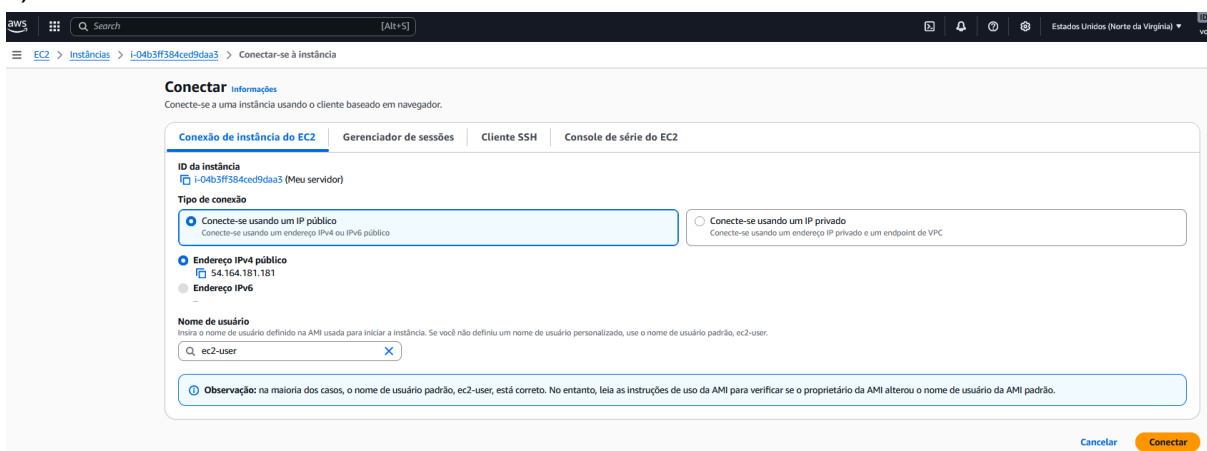 aws
Search
[Alt+S]
Estados Unidos (Norte da Virgínia)
EC2 > Instâncias > i-04b3ff384ced9daa3 > Conectar-se à instância
Conectar Informações
Conecte-se a uma instância usando o cliente baseado em navegador.
Conexão de instância do EC2
Gerenciador de sessões
Cliente SSH
Console de série do EC2
ID da instância
i-04b3ff384ced9daa3 (Meu servidor)
Tipo de conexão
Conecte-se usando um IP público
Conecte-se usando um endereço IPv4 ou IPv6 público
Conecte-se usando um IP privado
Conecte-se usando um endereço IP privado e um endpoint de VPC
Endereço IPv4 público
54.164.181.181
Endereço IPv6
–
Nome de usuário
Insira o nome de usuário definido na AMI usada para iniciar a instância. Se você não definiu um nome de usuário personalizado, use o nome de usuário padrão, ec2-user.
ec2-user
Observação: na maioria dos casos, o nome de usuário padrão, ec2-user, está correto. No entanto, leia as instruções de uso da AMI para verificar se o proprietário da AMI alterou o nome de usuário da AMI padrão.
Cancelar
Conectar